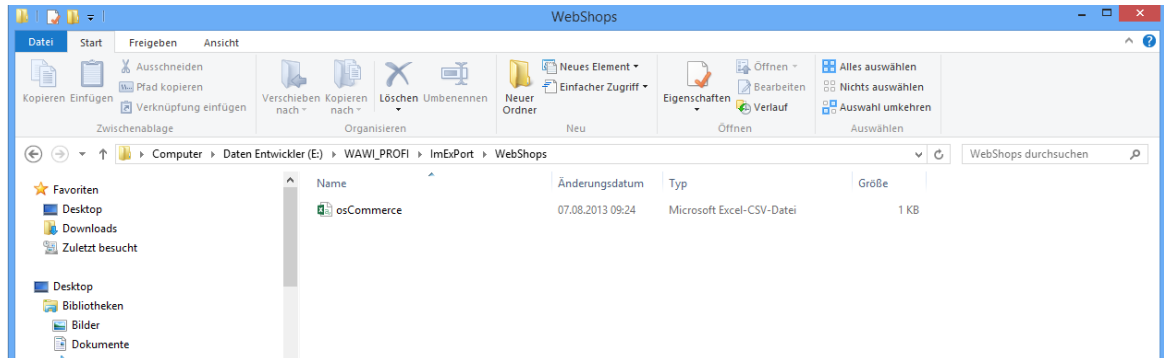 WebShops
Datei Start Freigeben Ansicht
Kopieren Einfügen Ausschneiden
Pfad kopieren
Verknüpfung einfügen
Zwischenablage
Verschieben nach Kopieren nach Löschen Umbenennen
Organisieren
Neuer Ordner Neues Element
Einfacher Zugriff
Neu
Eigenschaften Öffnen
Bearbeiten
Verlauf
Öffnen
Alles auswählen
Nichts auswählen
Auswahl umkehren
Auswählen
Computer Daten Entwickler (E:) WAWI_PROFI ImExPort WebShops WebShops durchsuchen
Favoriten
Desktop
Downloads
Zuletzt besucht
Desktop
Bibliotheken
Bilder
Dokumente
Name Änderungsdatum Typ Größe
osCommerce 07.08.2013 09:24 Microsoft Excel-CSV-Datei 1 KB